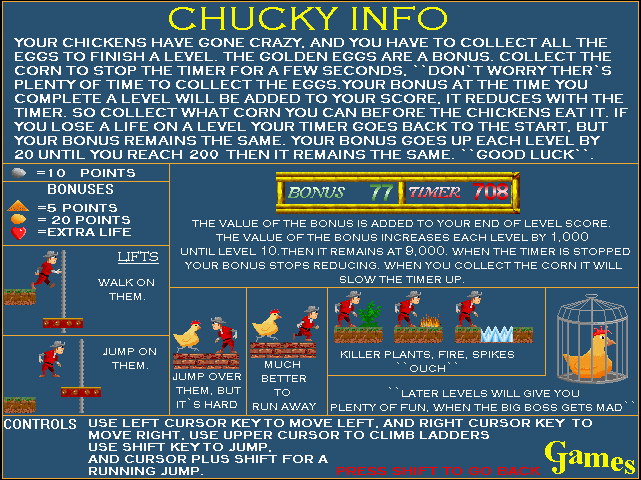 CHUCKY INFO
YOUR CHICKENS HAVE GONE CRAZY, AND YOU HAVE TO COLLECT ALL THE
EGGS TO FINISH A LEVEL. THE GOLDEN EGGS ARE A BONUS. COLLECT THE
CORN TO STOP THE TIMER FOR A FEW SECONDS, ``DON`T WORRY THER`S
PLENTY OF TIME TO COLLECT THE EGGS.YOUR BONUS AT THE TIME YOU
COMPLETE A LEVEL WILL BE ADDED TO YOUR SCORE, IT REDUCES WITH THE
TIMER. SO COLLECT WHAT CORN YOU CAN BEFORE THE CHICKENS EAT IT. IF
YOU LOSE A LIFE ON A LEVEL YOUR TIMER GOES BACK TO THE START, BUT
YOUR BONUS REMAINS THE SAME. YOUR BONUS GOES UP EACH LEVEL BY
20 UNTIL YOU REACH 200 THEN IT REMAINS THE SAME. ``GOOD LUCK``.
=10 POINTS
BONUSES
=5 POINTS
= 20 POINTS
=EXTRA LIFE
BONUS 77 TIMER 708
THE VALUE OF THE BONUS IS ADDED TO YOUR END OF LEVEL SCORE.
THE VALUE OF THE BONUS INCREASES EACH LEVEL BY 1,000
UNTIL LEVEL 10.THEN IT REMAINS AT 9,000. WHEN THE TIMER IS STOPPED
YOUR BONUS STOPS REDUCING. WHEN YOU COLLECT THE CORN IT WILL
SLOW THE TIMER UP.
LIFTS
WALK ON
THEM.
JUMP ON
THEM.
JUMP OVER
THEM, BUT
IT`S HARD
MUCH
BETTER
TO
RUN AWAY
KILLER PLANTS, FIRE, SPIKES
``OUCH``
``LATER LEVELS WILL GIVE YOU
PLENTY OF FUN, WHEN THE BIG BOSS GETS MAD``
CONTROLS USE LEFT CURSOR KEY TO MOVE LEFT, AND RIGHT CURSOR KEY TO
MOVE RIGHT, USE UPPER CURSOR TO CLIMB LADDERS
USE SHIFT KEY TO JUMP,
AND CURSOR PLUS SHIFT FOR A
RUNNING JUMP.
PRESS SHIFT TO GO BACK
Games